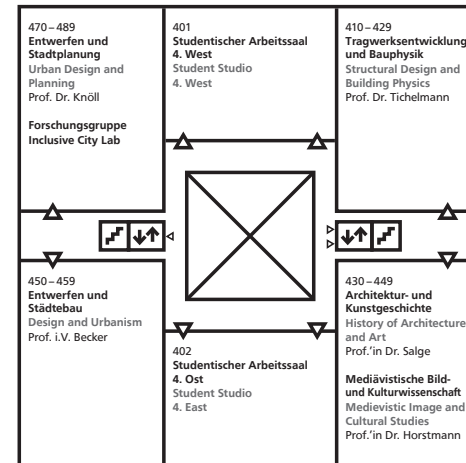 470 – 489
Entwerfen und
Stadtplanung
Urban Design and
Planning
Prof. Dr. Knöll
Forschungsgruppe
Inclusive City Lab
401
Studentischer Arbeitssaal
4. West
Student Studio
4. West
410 – 429
Tragwerksentwicklung
und Bauphysik
Structural Design and
Building Physics
Prof. Dr. Tichelmann
450 – 459
Entwerfen und
Städtebau
Design and Urbanism
Prof. i.V. Becker
402
Studentischer Arbeitssaal
4. Ost
Student Studio
4. East
430 – 449
Architektur- und
Kunstgeschichte
History of Architecture
and Art
Prof.'in Dr. Salge
Mediävistische Bild-
und Kulturwissenschaft
Medievistic Image and
Cultural Studies
Prof.'in Dr. Horstmann